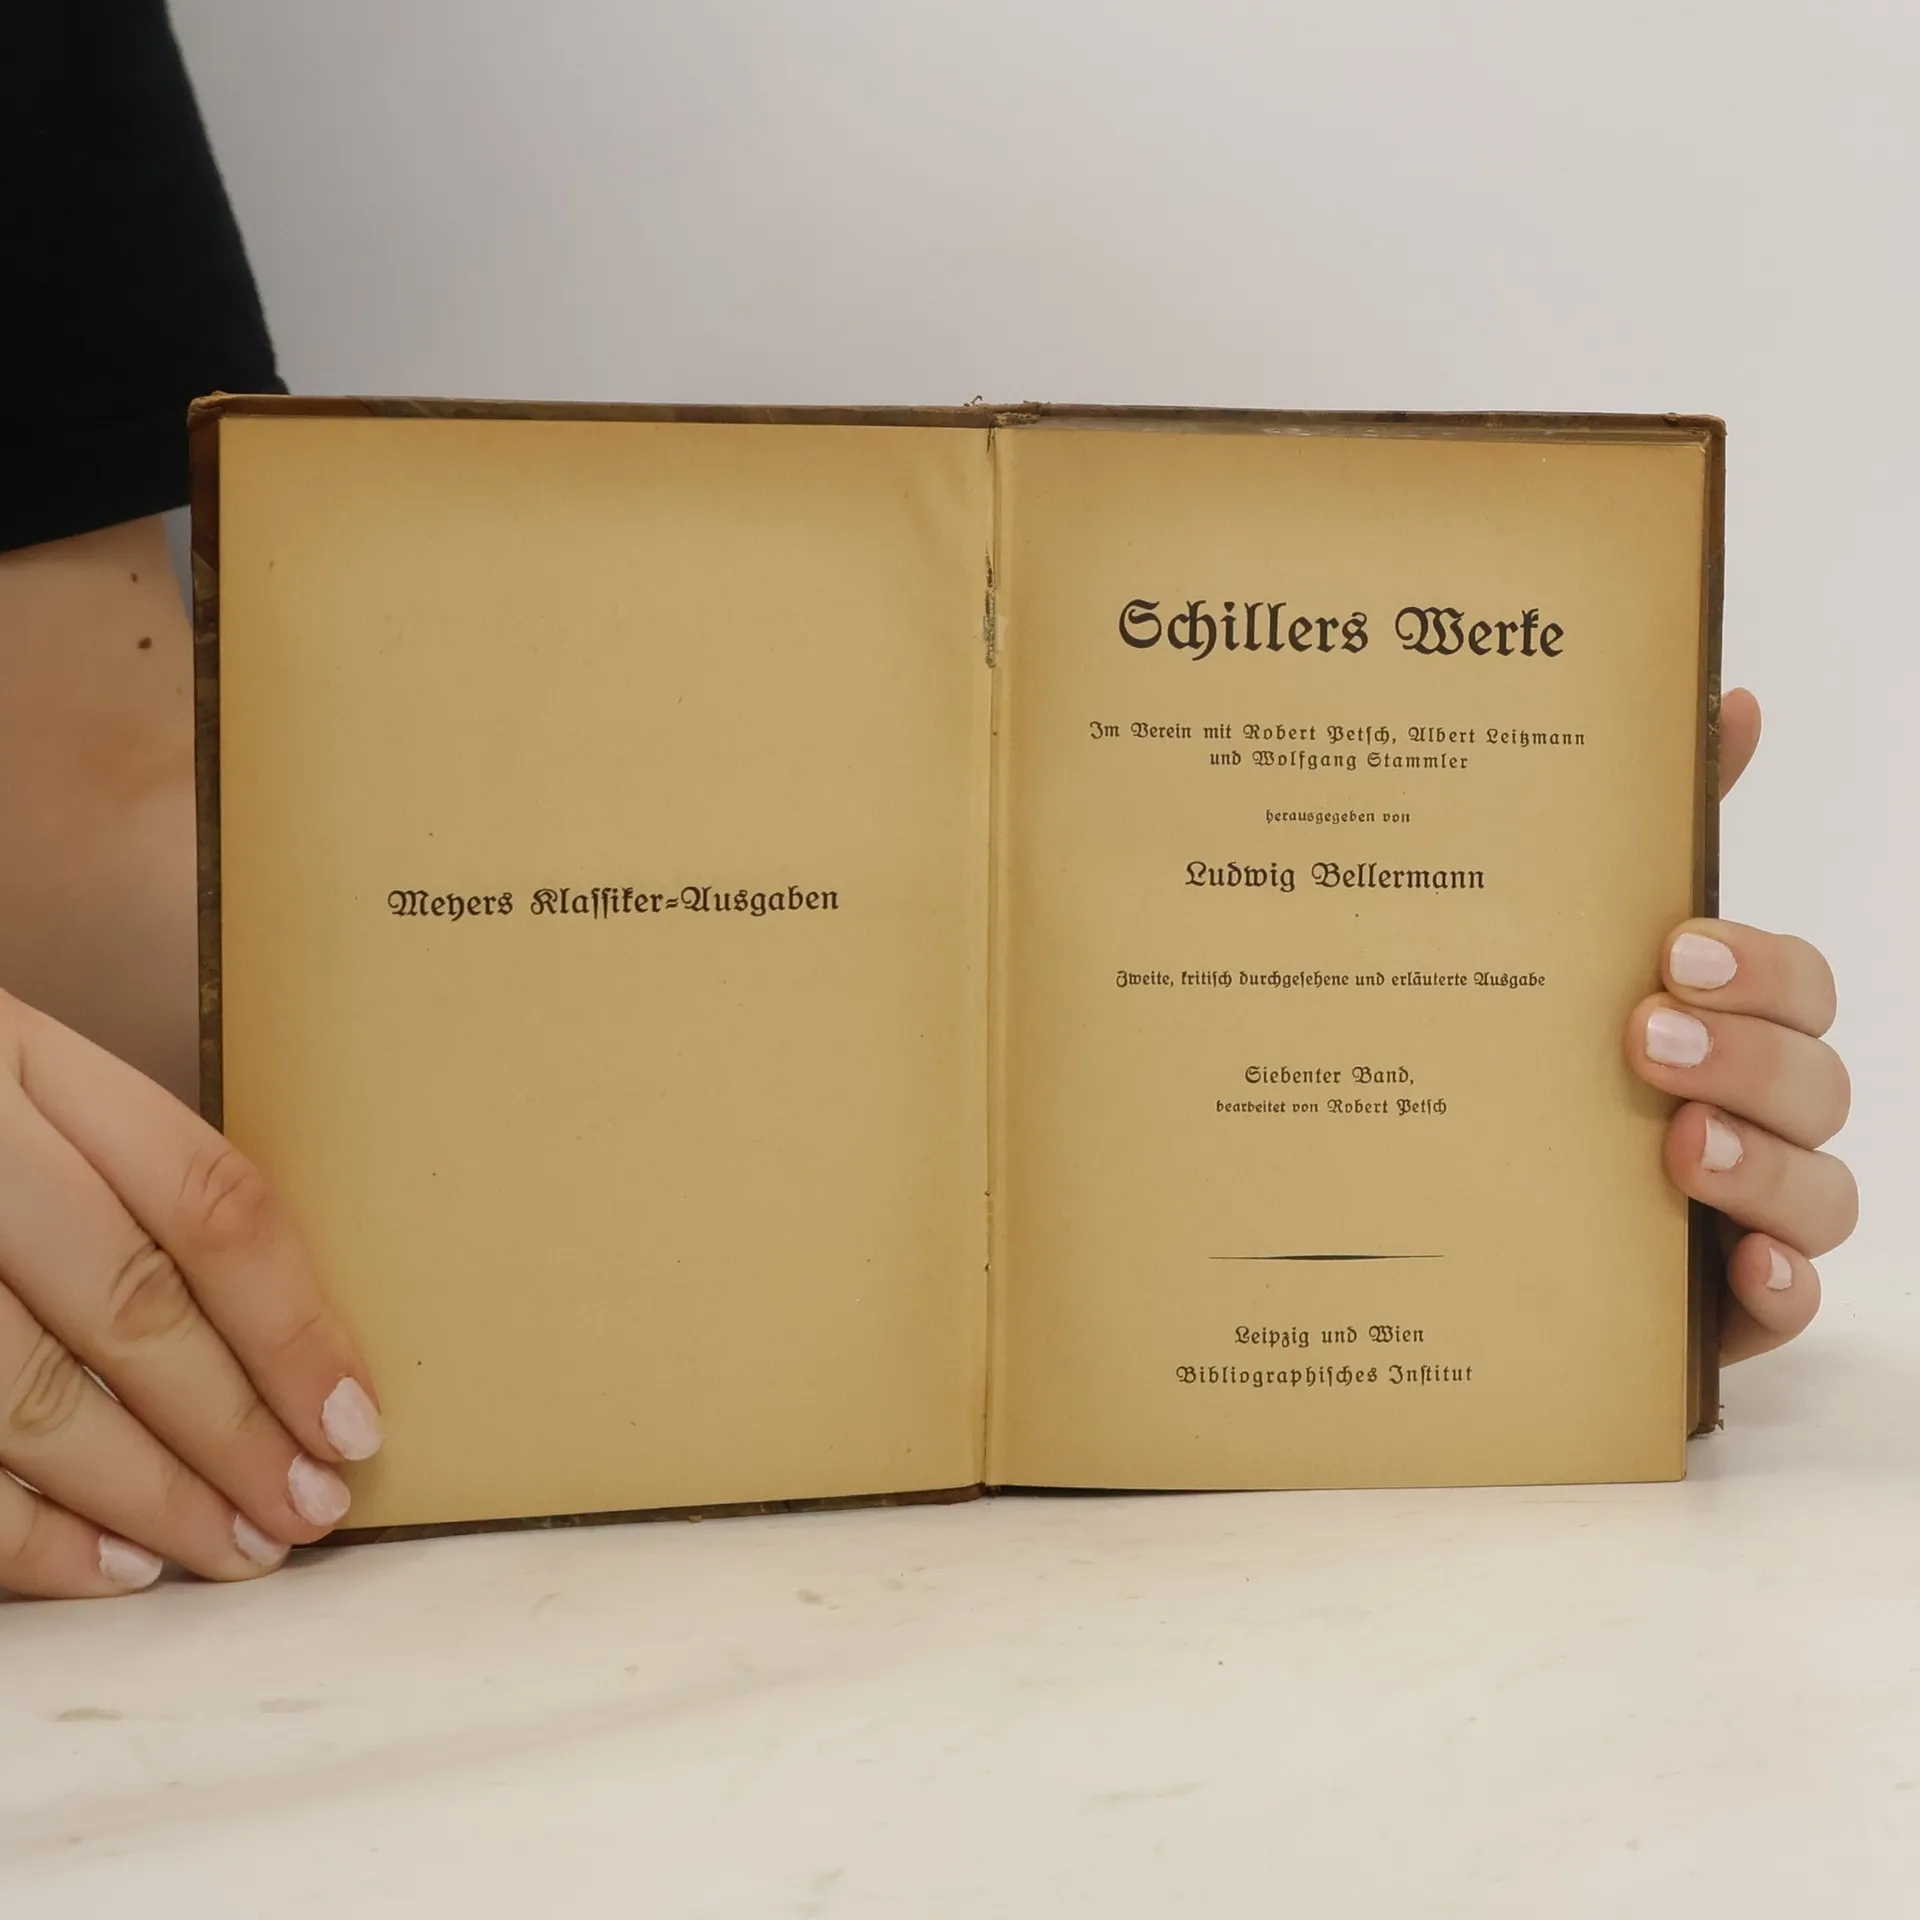 Meyers Klassiker-Ausgaben
Schillers Werke
Im Verein mit Robert Petsch, Albert Leitzmann
und Wolfgang Stammler
herausgegeben von
Ludwig Bellermann
Zweite, kritisch durchgesehene und erläuterte Ausgabe
Siebenter Band,
bearbeitet von Robert Petsch
Leipzig und Wien
Bibliographisches Institut